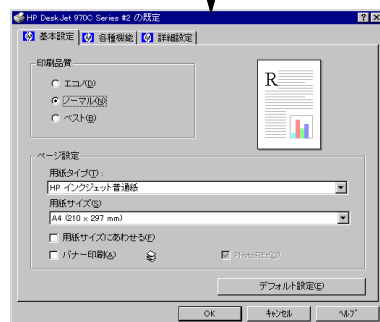 HP DeskJet 970C Series #2 の既定
基本設定 各種機能 詳細設定
印刷品質
エコノ(D)
ノーマル(N)
ベスト(B)
R
ページ設定
用紙タイプ(T):
HP インクジェット普通紙
用紙サイズ(S)
A4 (210 x 297 mm)
用紙サイズにあわせる(F)
バナー印刷(A)
PhotoREt(O)
デフォルト設定(E)
OK キャンセル ヘルプ